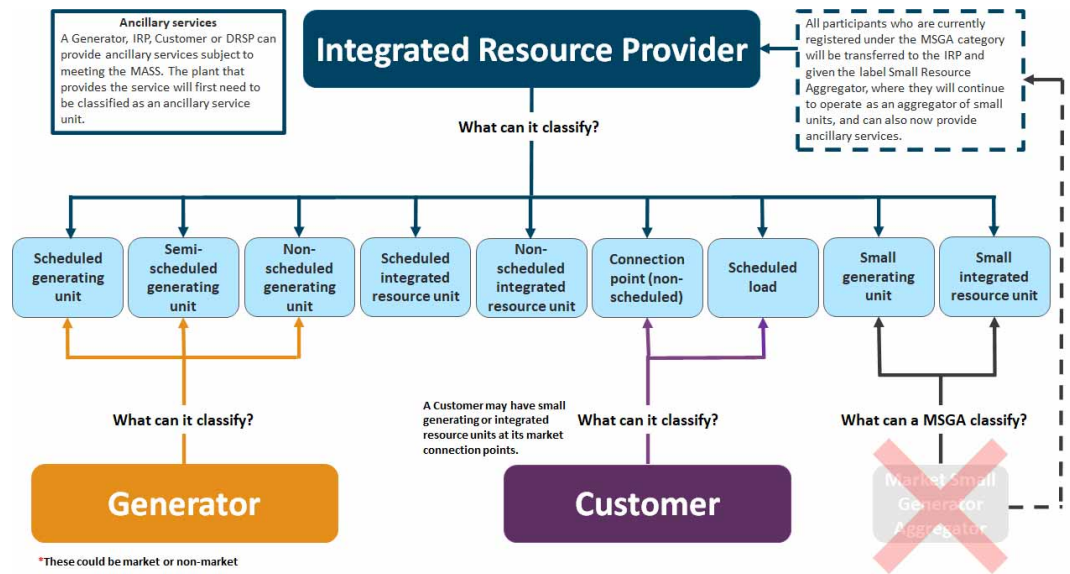 Ancillary services
A Generator, IRP, Customer or DRSP can
provide ancillary services subject to
meeting the MASS. The plant that
provides the service will first need to
be classified as an ancillary service
unit.
Integrated Resource Provider
All participants who are currently
registered under the MSGA category
will be transferred to the IRP and
given the label Small Resource
Aggregator, where they will continue
to operate as an aggregator of small
units, and can also now provide
ancillary services.
What can it classify?
Scheduled
generating
unit
Semi-
scheduled
generating
unit
Non-
scheduled
generating
unit
Scheduled
integrated
resource unit
Non-
scheduled
integrated
resource unit
Connection
point (non-
scheduled)
Scheduled
load
Small
generating
unit
Small
integrated
resource unit
What can it classify?
A Customer may have small
generating or integrated
resource units at its market
connection points.
What can it classify?
What can a MSGA classify?
Generator
Customer
Market Small
Generator
Aggregator
*These could be market or non-market